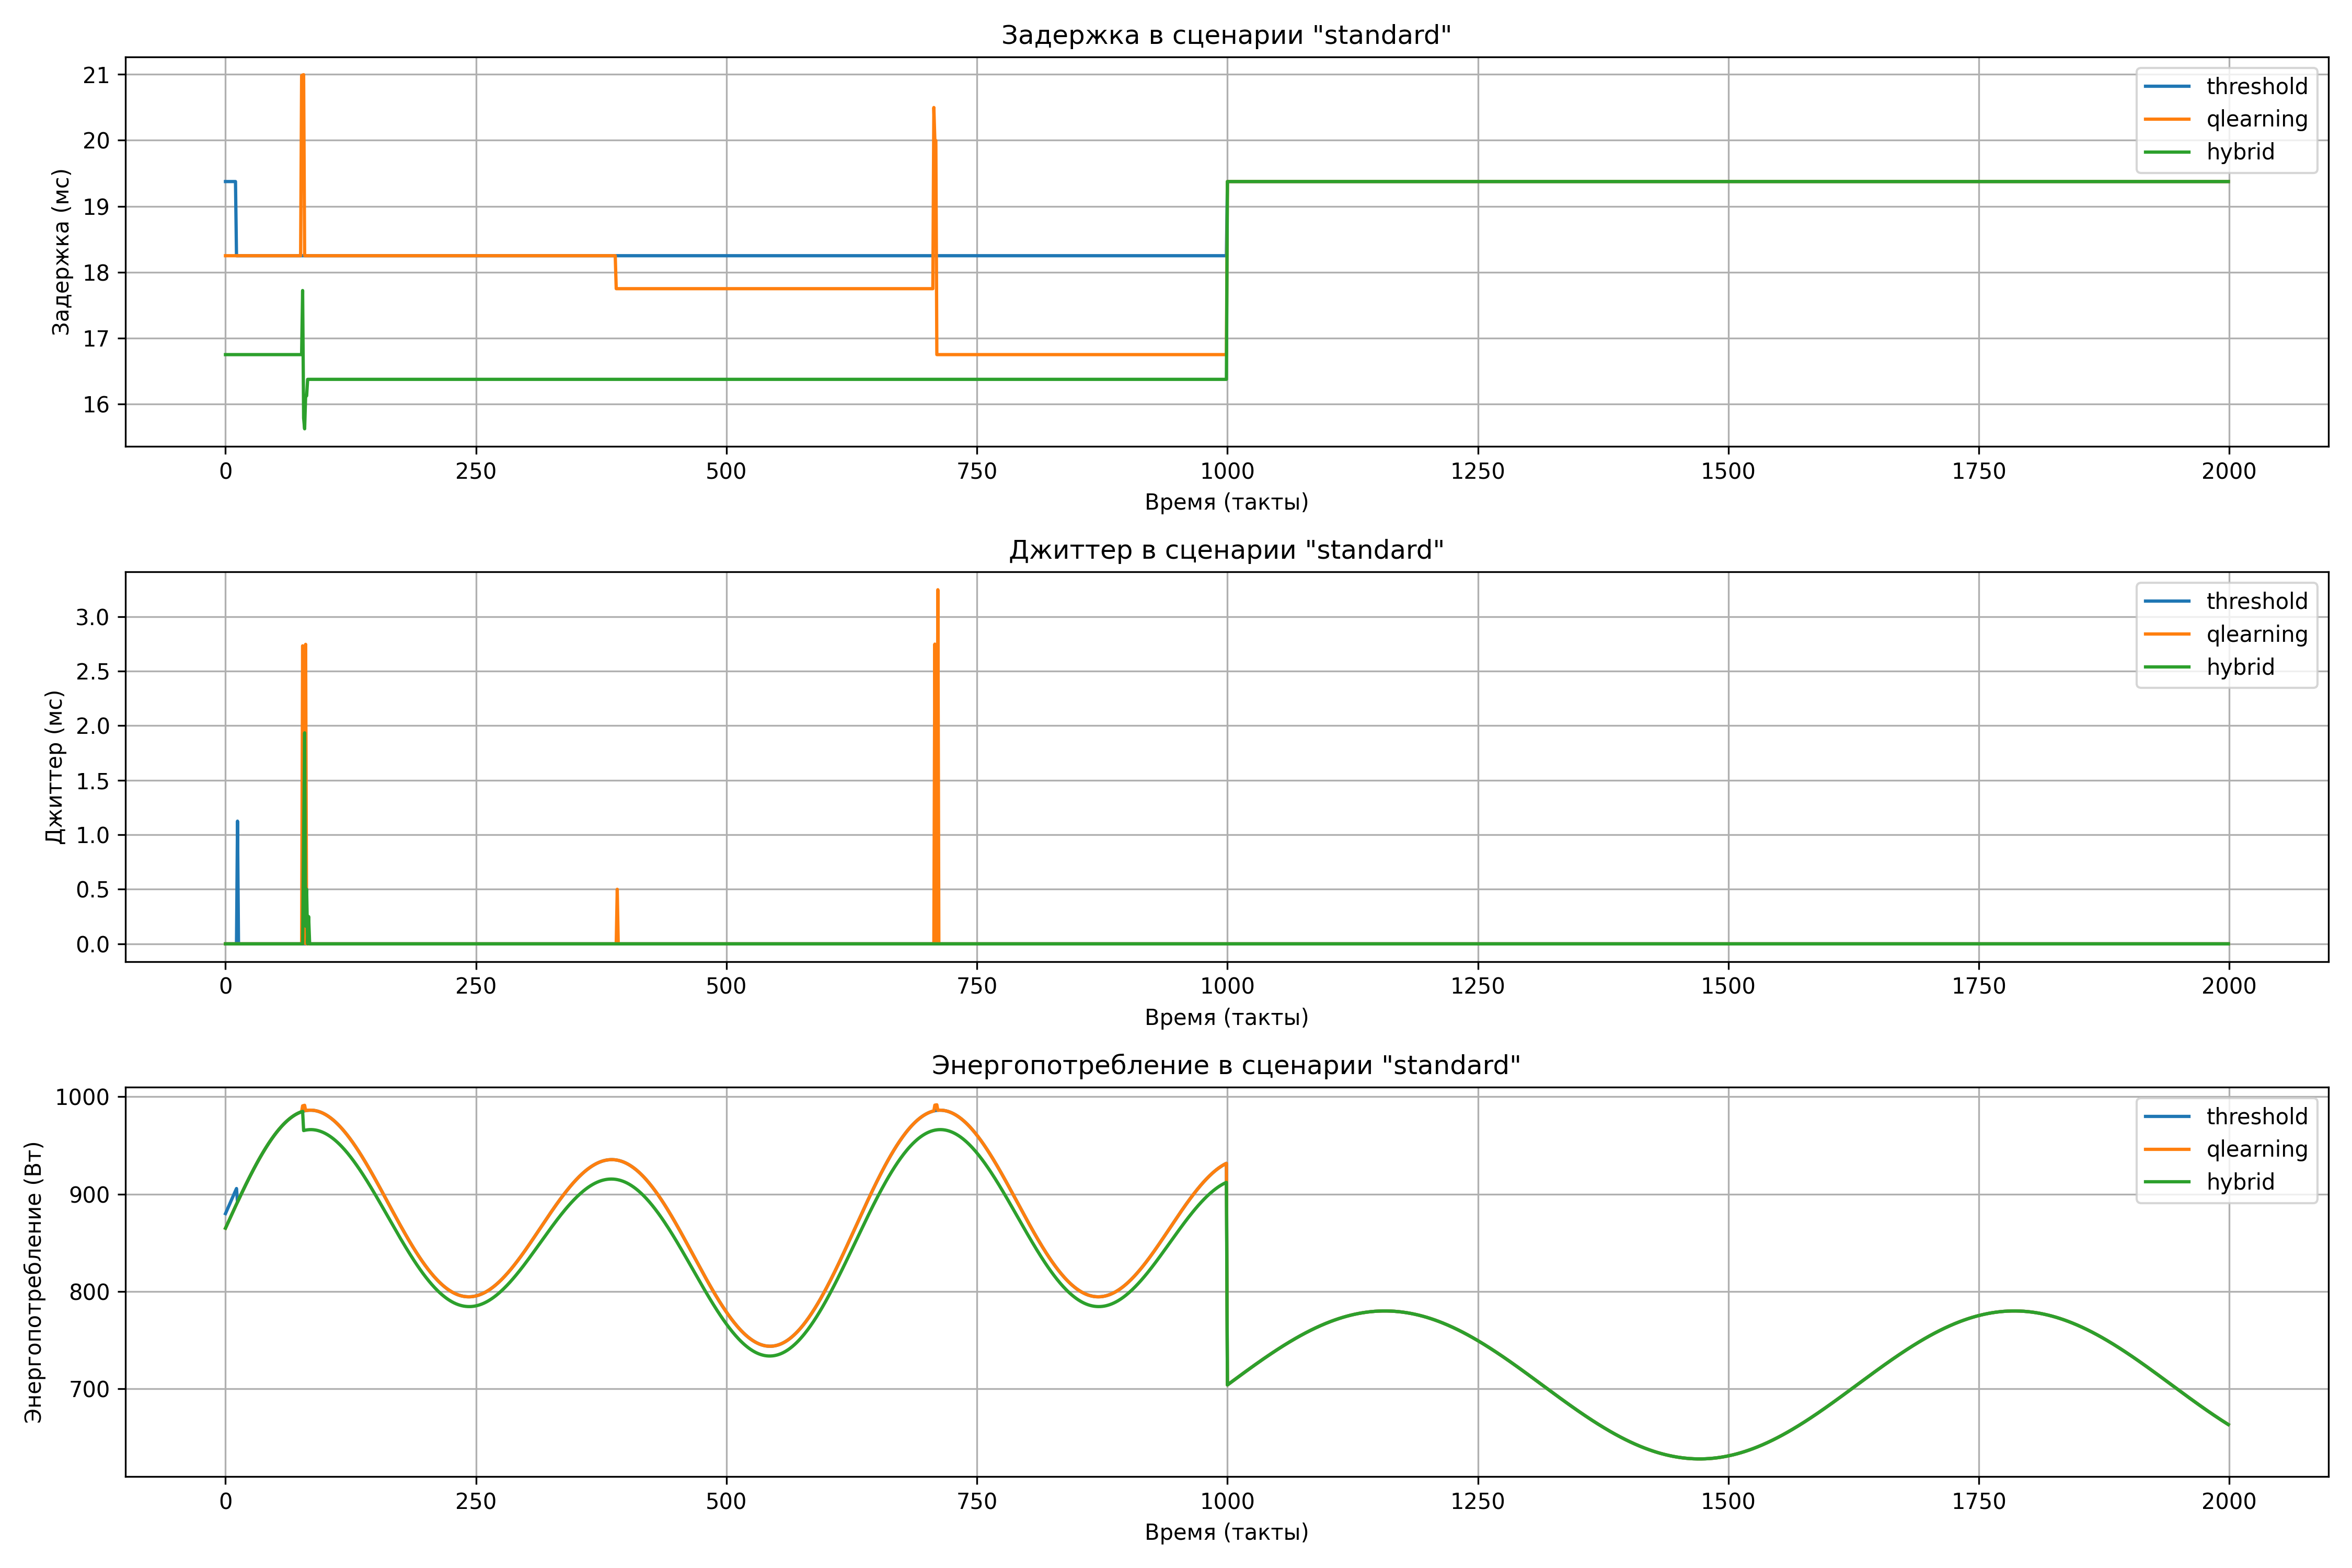 Задержка в сценарии "standard"
Задержка (мс)
21
20
19
18
17
16
threshold
qlearning
hybrid
0 250 500 750 1000 1250 1500 1750 2000
Время (такты)
Джиттер в сценарии "standard"
Джиттер (мс)
3.0
2.5
2.0
1.5
1.0
0.5
0.0
threshold
qlearning
hybrid
0 250 500 750 1000 1250 1500 1750 2000
Время (такты)
Энергопотребление в сценарии "standard"
Энергопотребление (Вт)
1000
900
800
700
threshold
qlearning
hybrid
0 250 500 750 1000 1250 1500 1750 2000
Время (такты)